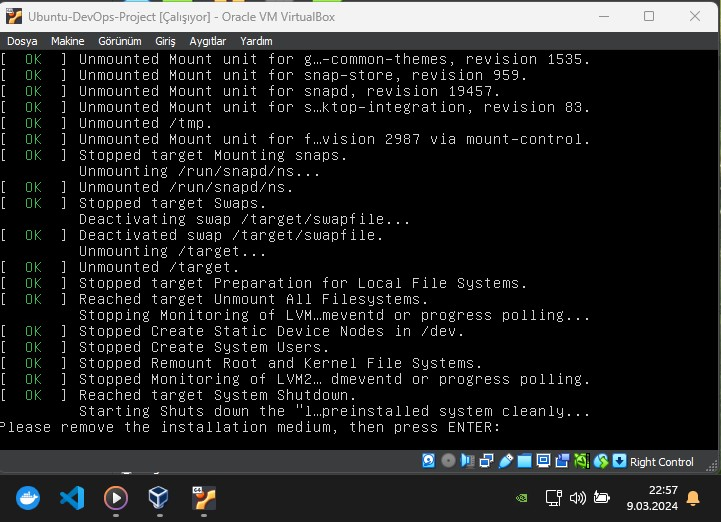 Ubuntu-DevOps-Project [Çalışıyor] - Oracle VM VirtualBox
Dosya Makine Görünüm Giriş Aygıtlar Yardım
[  OK  ] Unmounted Mount unit for g…-common-themes, revision 1535.
[  OK  ] Unmounted Mount unit for snap-store, revision 959.
[  OK  ] Unmounted Mount unit for snapd, revision 19457.
[  OK  ] Unmounted Mount unit for s…ktop-integration, revision 83.
[  OK  ] Unmounted /tmp.
[  OK  ] Unmounted Mount unit for f…vision 2987 via mount-control.
[  OK  ] Stopped target Mounting snaps.
Unmounting /run/snapd/ns...
[  OK  ] Unmounted /run/snapd/ns.
[  OK  ] Stopped target Swaps.
Deactivating swap /target/swapfile...
[  OK  ] Deactivated swap /target/swapfile.
Unmounting /target...
[  OK  ] Unmounted /target.
[  OK  ] Stopped target Preparation for Local File Systems.
[  OK  ] Reached target Unmount All Filesystems.
Stopping Monitoring of LVM…meventd or progress polling...
[  OK  ] Stopped Create Static Device Nodes in /dev.
[  OK  ] Stopped Create System Users.
[  OK  ] Stopped Remount Root and Kernel File Systems.
[  OK  ] Stopped Monitoring of LVM2… dmeventd or progress polling.
[  OK  ] Reached target System Shutdown.
Starting Shuts down the "l…preinstalled system cleanly...
Please remove the installation medium, then press ENTER:
Right Control
22:57
9.03.2024